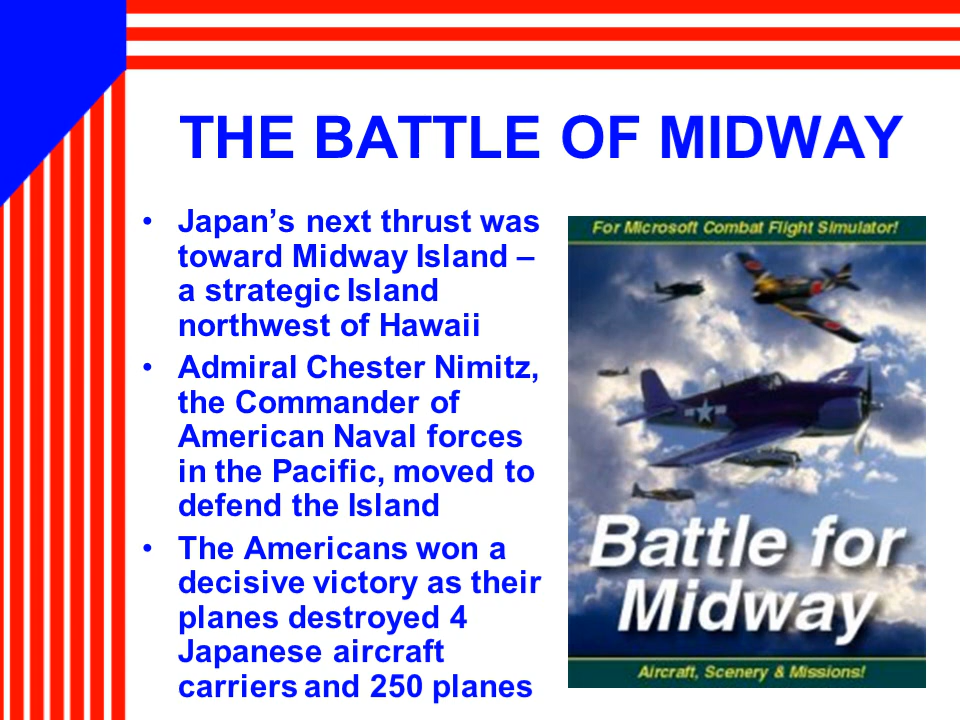 THE BATTLE OF MIDWAY
• Japan’s next thrust was
toward Midway Island –
a strategic Island
northwest of Hawaii
• Admiral Chester Nimitz,
the Commander of
American Naval forces
in the Pacific, moved to
defend the Island
• The Americans won a
decisive victory as their
planes destroyed 4
Japanese aircraft
carriers and 250 planes
For Microsoft Combat Flight Simulator!
Battle for
Midway
Aircraft, Scenery & Missions!